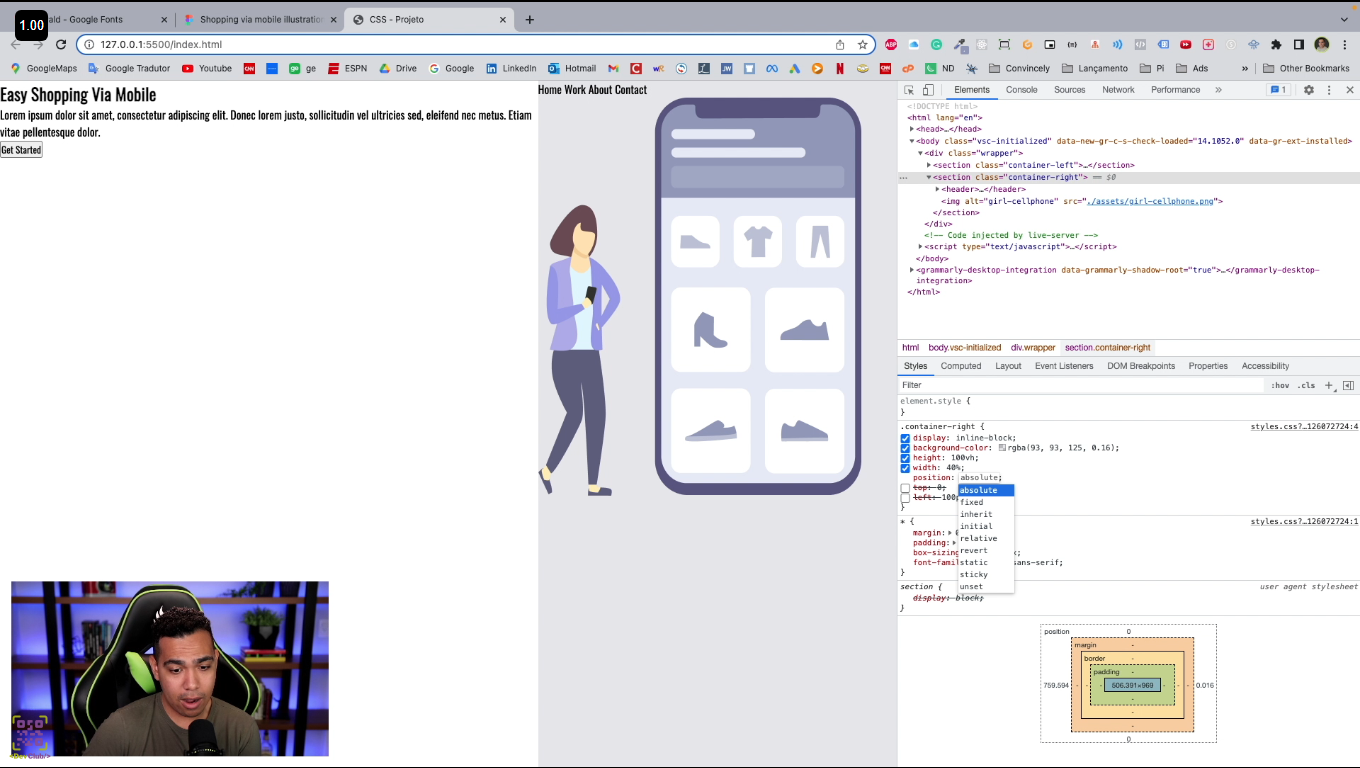 1.00
ald - Google Fonts
Shopping via mobile illustration
CSS - Projeto
127.0.0.1:5500/index.html
GoogleMaps
Google Tradutor
Youtube
ge
ESPN
Drive
Google
LinkedIn
Hotmail
ND
Convincely
Lançamento
Pi
Ads
»
Other Bookmarks
Easy Shopping Via Mobile
Lorem ipsum dolor sit amet, consectetur adipiscing elit. Donec lorem justo, sollicitudin vel ultricies sed, eleifend nec metus. Etiam
vitae pellentesque dolor.
Get Started
Home Work About Contact
Elements
Console
Sources
Network
Performance
»
1
<!DOCTYPE html>
<html lang="en">
<head>…</head>
<body class="vsc-initialized" data-new-gr-c-s-check-loaded="14.1052.0" data-gr-ext-installed>
<div class="wrapper">
<section class="container-left">…</section>
<section class="container-right"> == $0
<header>…</header>
<img alt="girl-cellphone" src="./assets/girl-cellphone.png">
</section>
</div>
<!-- Code injected by live-server -->
<script type="text/javascript">…</script>
</body>
<grammarly-desktop-integration data-grammarly-shadow-root="true">…</grammarly-desktop-
integration>
</html>
html body.vsc-initialized div.wrapper section.container-right
Styles Computed Layout Event Listeners DOM Breakpoints Properties Accessibility
Filter
:hov .cls +
element.style {
}
.container-right {
styles.css?…126072724:4
display: inline-block;
background-color: rgba(93, 93, 125, 0.16);
height: 100vh;
width: 40%;
position: absolute;
top: 0;
left: 100
}
absolute
fixed
inherit
initial
relative
revert
static
sticky
unset
* {
styles.css?…126072724:1
margin:
padding:
box-sizing
font-famil sans-serif;
}
section {
user agent stylesheet
display: block;
}
position 0
margin -
border -
padding -
759.594 - - - 506.391×969 - - - 0.016
-
-
-
0
<Dev Club/>